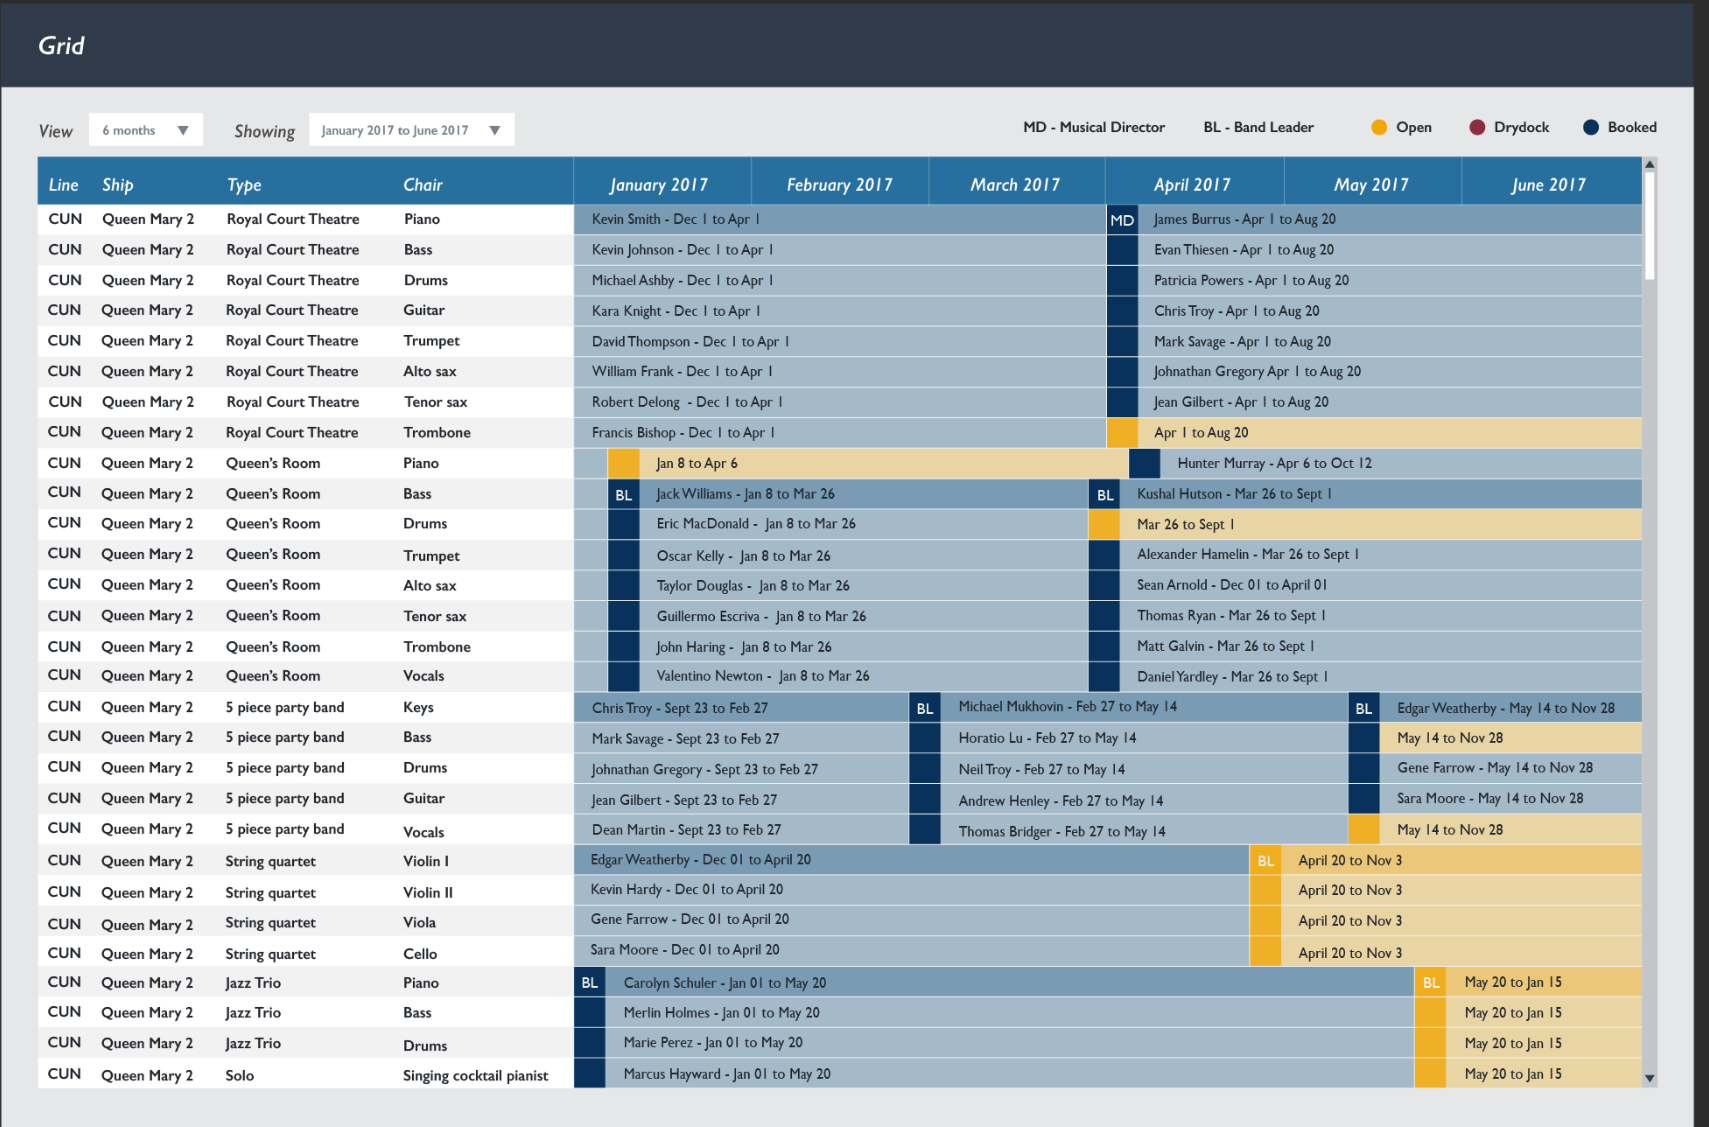 Grid
View 6 months Showing January 2017 to June 2017 MD - Musical Director BL - Band Leader Open Drydock Booked
Line Ship Type Chair January 2017 February 2017 March 2017 April 2017 May 2017 June 2017
CUN Queen Mary 2 Royal Court Theatre Piano Kevin Smith - Dec 1 to Apr 1 MD James Burrus - Apr 1 to Aug 20
CUN Queen Mary 2 Royal Court Theatre Bass Kevin Johnson - Dec 1 to Apr 1 Evan Thiesen - Apr 1 to Aug 20
CUN Queen Mary 2 Royal Court Theatre Drums Michael Ashby - Dec 1 to Apr 1 Patricia Powers - Apr 1 to Aug 20
CUN Queen Mary 2 Royal Court Theatre Guitar Kara Knight - Dec 1 to Apr 1 Chris Troy - Apr 1 to Aug 20
CUN Queen Mary 2 Royal Court Theatre Trumpet David Thompson - Dec 1 to Apr 1 Mark Savage - Apr 1 to Aug 20
CUN Queen Mary 2 Royal Court Theatre Alto sax William Frank - Dec 1 to Apr 1 Johnathan Gregory Apr 1 to Aug 20
CUN Queen Mary 2 Royal Court Theatre Tenor sax Robert Delong - Dec 1 to Apr 1 Jean Gilbert - Apr 1 to Aug 20
CUN Queen Mary 2 Royal Court Theatre Trombone Francis Bishop - Dec 1 to Apr 1 Apr 1 to Aug 20
CUN Queen Mary 2 Queen's Room Piano Jan 8 to Apr 6 Hunter Murray - Apr 6 to Oct 12
CUN Queen Mary 2 Queen's Room Bass BL Jack Williams - Jan 8 to Mar 26 BL Kushal Hutson - Mar 26 to Sept 1
CUN Queen Mary 2 Queen's Room Drums Eric MacDonald - Jan 8 to Mar 26 Mar 26 to Sept 1
CUN Queen Mary 2 Queen's Room Trumpet Oscar Kelly - Jan 8 to Mar 26 Alexander Hamelin - Mar 26 to Sept 1
CUN Queen Mary 2 Queen's Room Alto sax Taylor Douglas - Jan 8 to Mar 26 Sean Arnold - Dec 01 to April 01
CUN Queen Mary 2 Queen's Room Tenor sax Guillermo Escriva - Jan 8 to Mar 26 Thomas Ryan - Mar 26 to Sept 1
CUN Queen Mary 2 Queen's Room Trombone John Haring - Jan 8 to Mar 26 Matt Galvin - Mar 26 to Sept 1
CUN Queen Mary 2 Queen's Room Vocals Valentino Newton - Jan 8 to Mar 26 Daniel Yardley - Mar 26 to Sept 1
CUN Queen Mary 2 5 piece party band Keys Chris Troy - Sept 23 to Feb 27 BL Michael Mukhovin - Feb 27 to May 14 BL Edgar Weatherby - May 14 to Nov 28
CUN Queen Mary 2 5 piece party band Bass Mark Savage - Sept 23 to Feb 27 Horatio Lu - Feb 27 to May 14 May 14 to Nov 28
CUN Queen Mary 2 5 piece party band Drums Johnathan Gregory - Sept 23 to Feb 27 Neil Troy - Feb 27 to May 14 Gene Farrow - May 14 to Nov 28
CUN Queen Mary 2 5 piece party band Guitar Jean Gilbert - Sept 23 to Feb 27 Andrew Henley - Feb 27 to May 14 Sara Moore - May 14 to Nov 28
CUN Queen Mary 2 5 piece party band Vocals Dean Martin - Sept 23 to Feb 27 Thomas Bridger - Feb 27 to May 14 May 14 to Nov 28
CUN Queen Mary 2 String quartet Violin I Edgar Weatherby - Dec 01 to April 20 BL April 20 to Nov 3
CUN Queen Mary 2 String quartet Violin II Kevin Hardy - Dec 01 to April 20 April 20 to Nov 3
CUN Queen Mary 2 String quartet Viola Gene Farrow - Dec 01 to April 20 April 20 to Nov 3
CUN Queen Mary 2 String quartet Cello Sara Moore - Dec 01 to April 20 April 20 to Nov 3
CUN Queen Mary 2 Jazz Trio Piano BL Carolyn Schuler - Jan 01 to May 20 BL May 20 to Jan 15
CUN Queen Mary 2 Jazz Trio Bass Merlin Holmes - Jan 01 to May 20 May 20 to Jan 15
CUN Queen Mary 2 Jazz Trio Drums Marie Perez - Jan 01 to May 20 May 20 to Jan 15
CUN Queen Mary 2 Solo Singing cocktail pianist Marcus Hayward - Jan 01 to May 20 May 20 to Jan 15